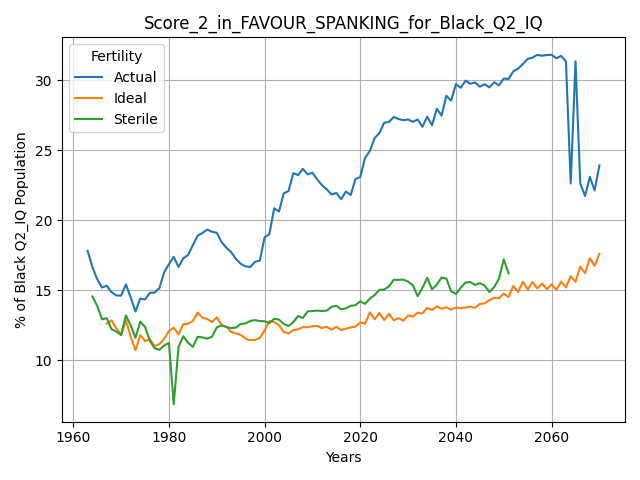 Score_2_in_FAVOUR_SPANKING_for_Black_Q2_IQ
Fertility
Actual
Ideal
Sterile
% of Black Q2_IQ Population
30
25
20
15
10
1960
1980
2000
2020
2040
2060
Years